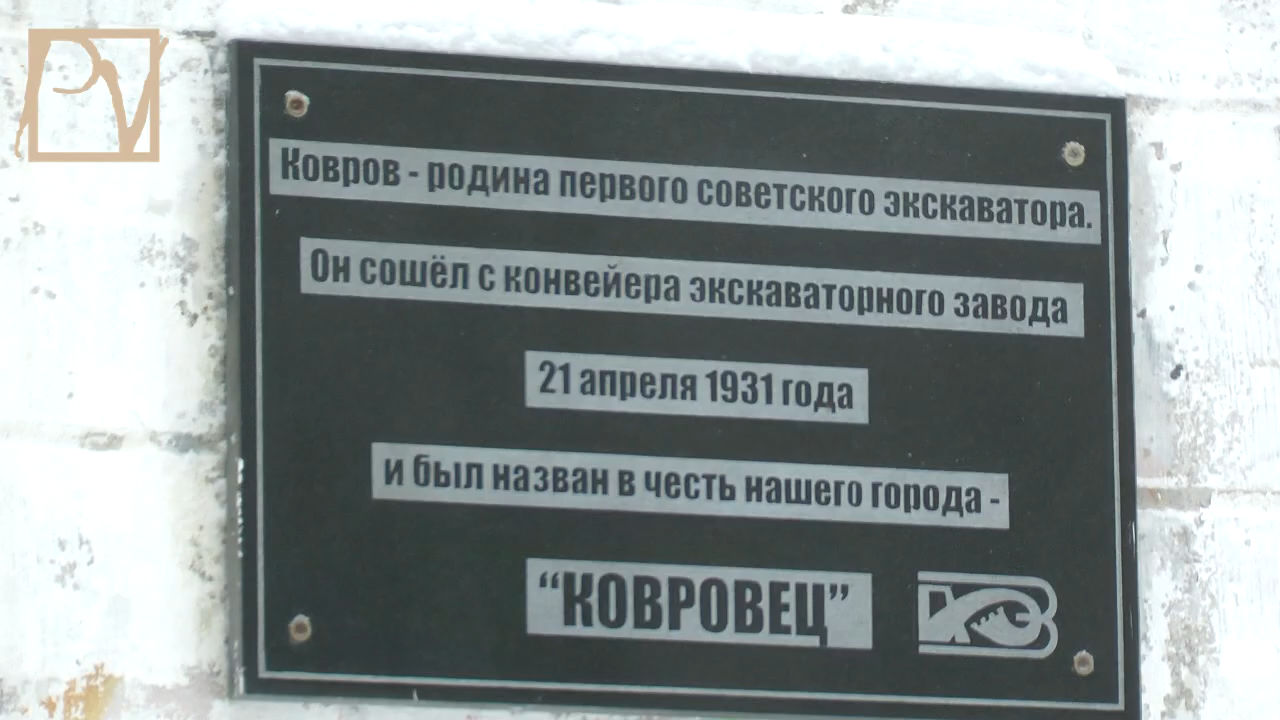 PV
Ковров - родина первого советского экскаватора.
Он сошёл с конвейера экскаваторного завода
21 апреля 1931 года
и был назван в честь нашего города -
“КОВРОВЕЦ”